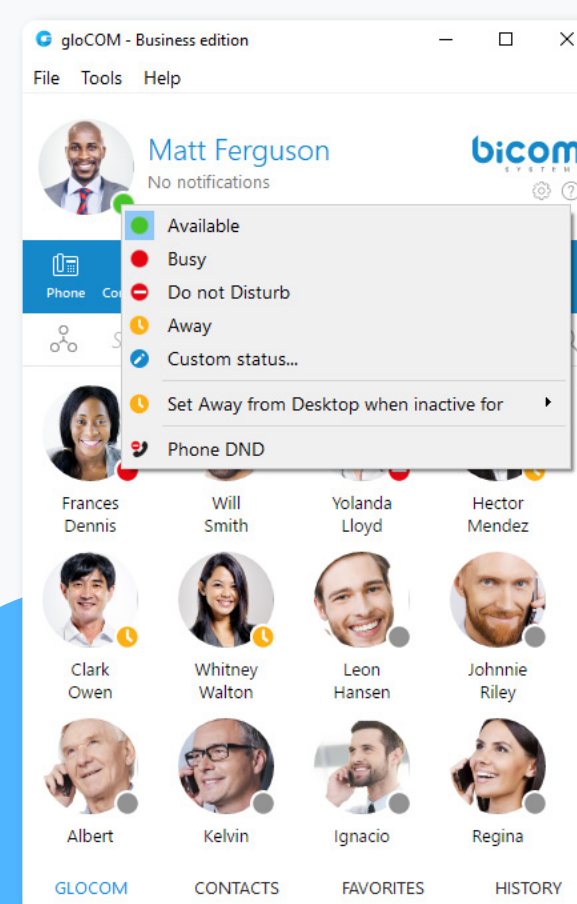 gloCOM - Business edition
File Tools Help
Matt Ferguson
No notifications
bicom
SYSTEM
Available
Busy
Do not Disturb
Away
Custom status...
Set Away from Desktop when inactive for
Phone DND
Phone Co
S
Frances Dennis
Will Smith
Yolanda Lloyd
Hector Mendez
Clark Owen
Whitney Walton
Leon Hansen
Johnnie Riley
Albert Kelvin Ignacio Regina
GLOCOM CONTACTS FAVORITES HISTORY